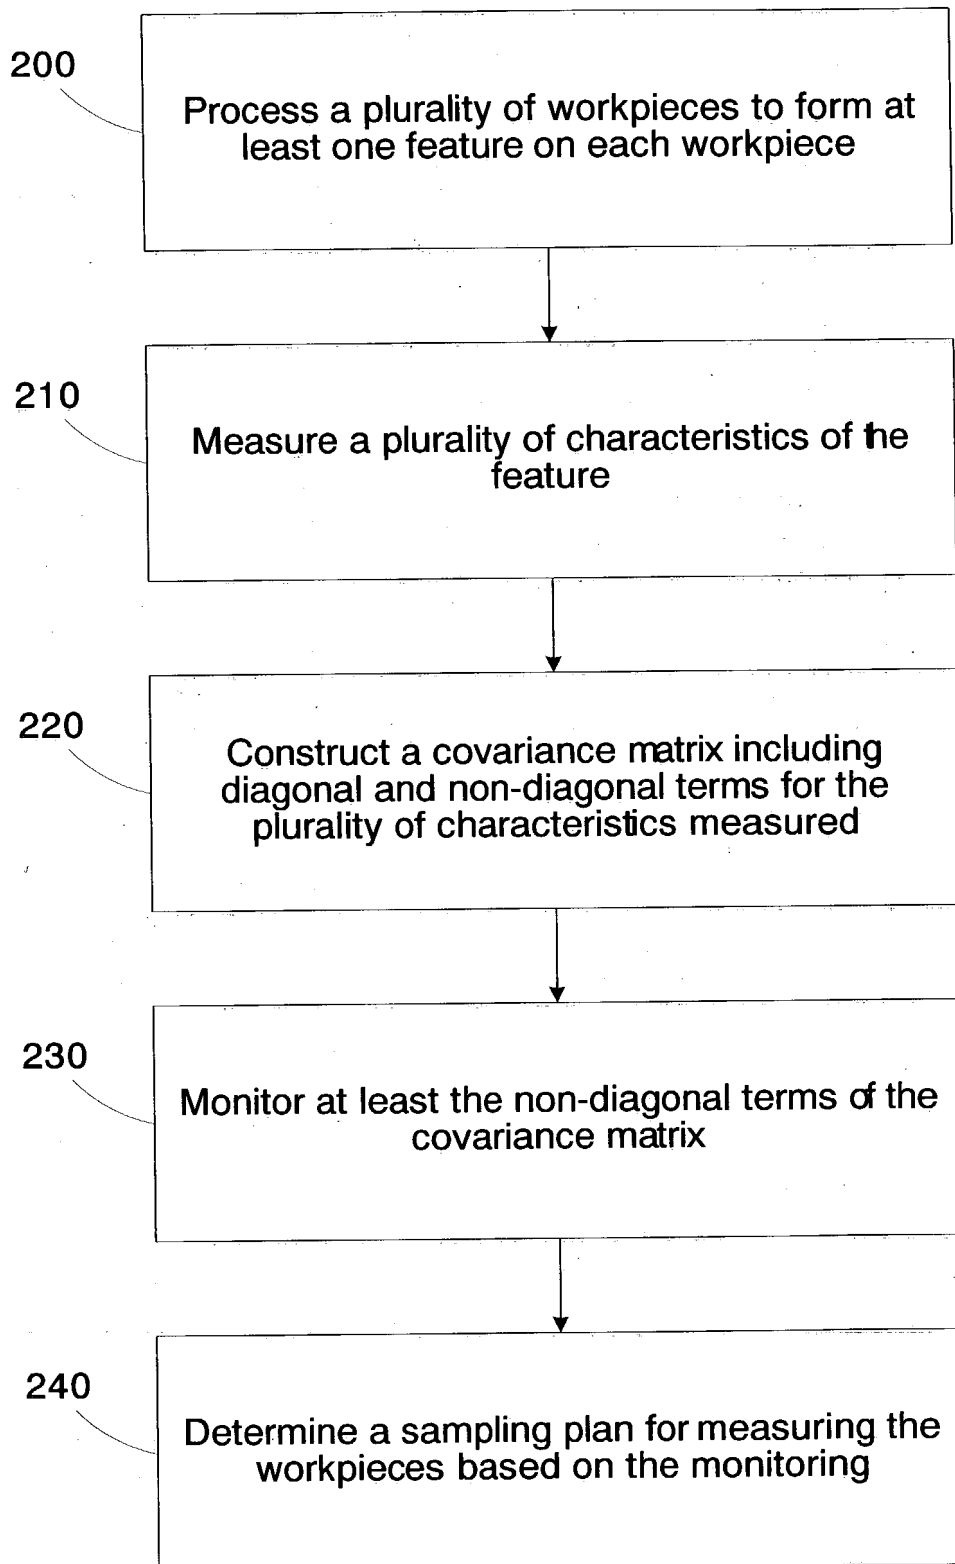 200
Process a plurality of workpieces to form at
least one feature on each workpiece
210
Measure a plurality of characteristics of the
feature
220
Construct a covariance matrix including
diagonal and non-diagonal terms for the
plurality of characteristics measured
230
Monitor at least the non-diagonal terms of the
covariance matrix
240
Determine a sampling plan for measuring the
workpieces based on the monitoring